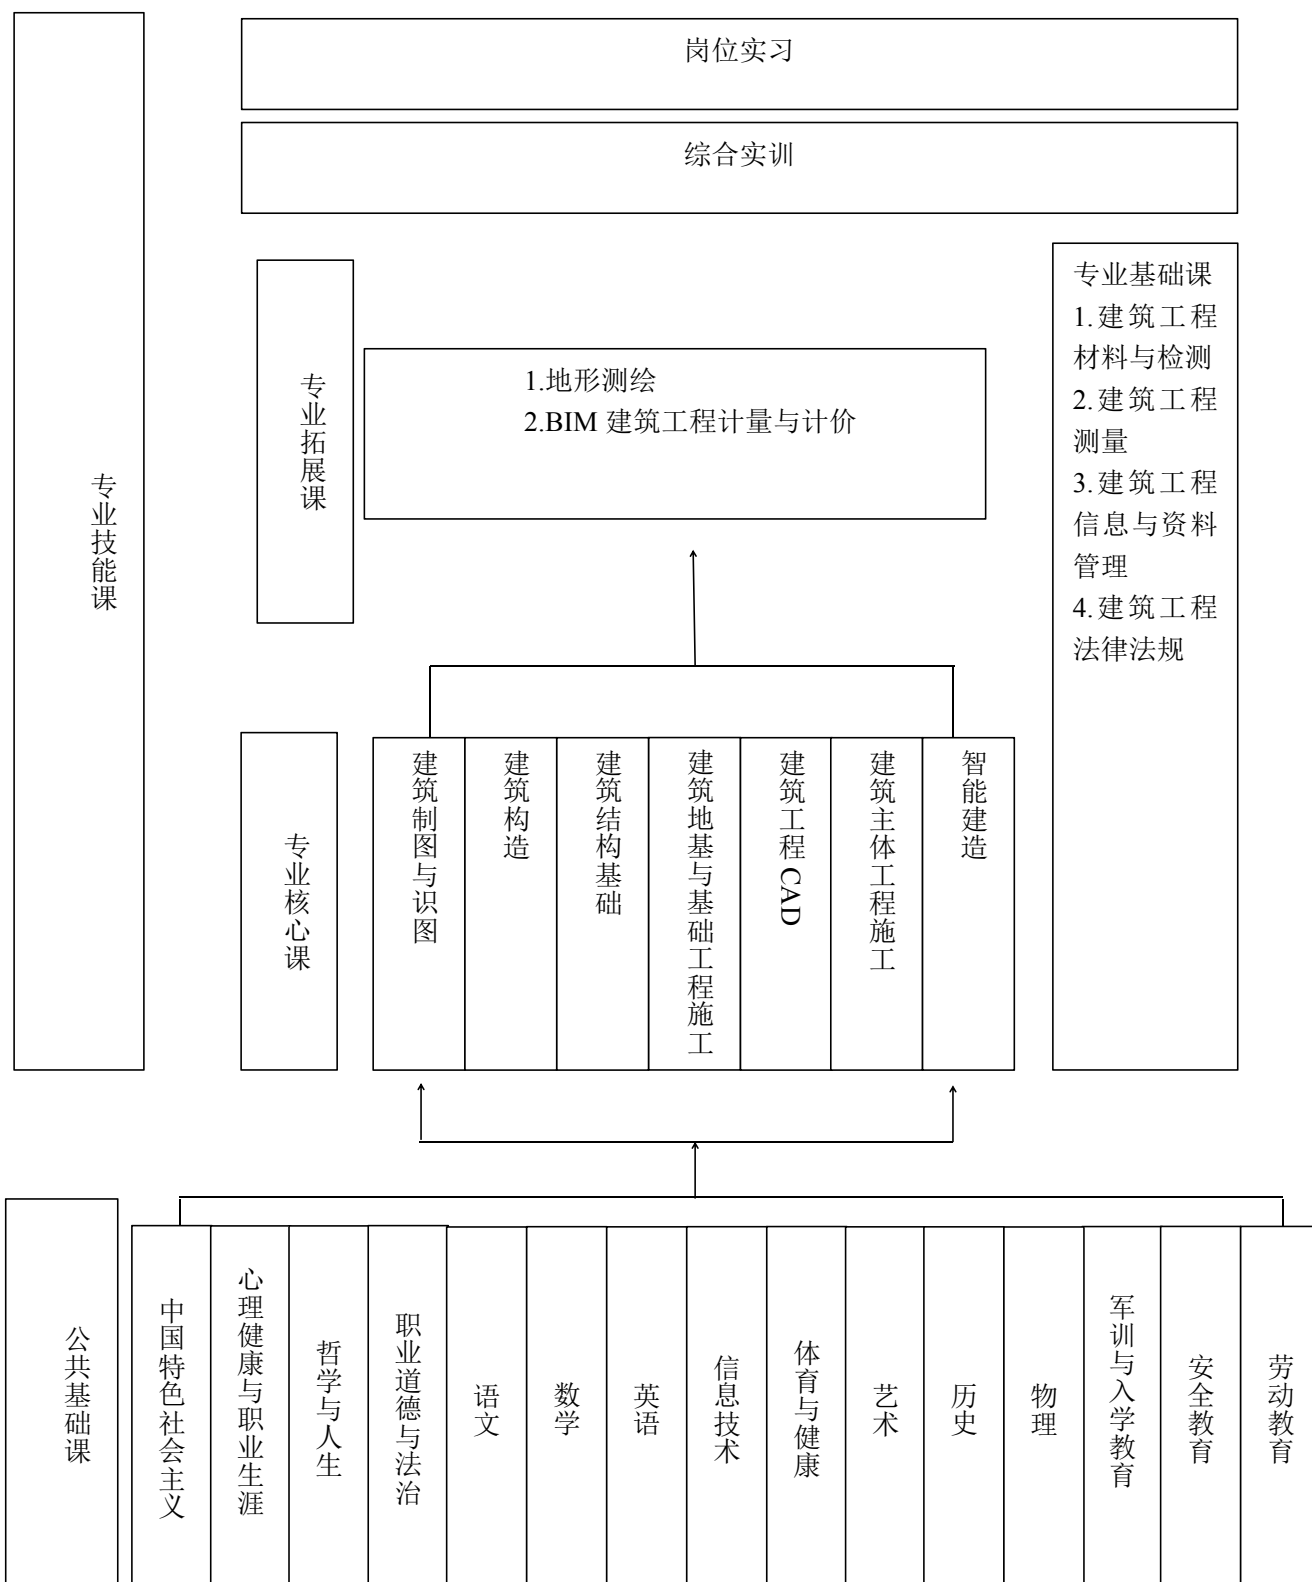 岗位实习
综合实训
专业技能课
专业拓展课
1.地形测绘
2.BIM 建筑工程计量与计价
专业基础课
1.建筑工程
材料与检测
2.建筑工程
测量
3.建筑工程
信息与资料
管理
4.建筑工程
法律法规
专业核心课
建筑制图与识图
建筑构造
建筑结构基础
建筑地基与基础工程施工
建筑工程 CAD
建筑主体工程施工
智能建造
公共基础课
中国特色社会主义
心理健康与职业生涯
哲学与人生
职业道德与法治
语文
数学
英语
信息技术
体育与健康
艺术
历史
物理
军训与入学教育
安全教育
劳动教育